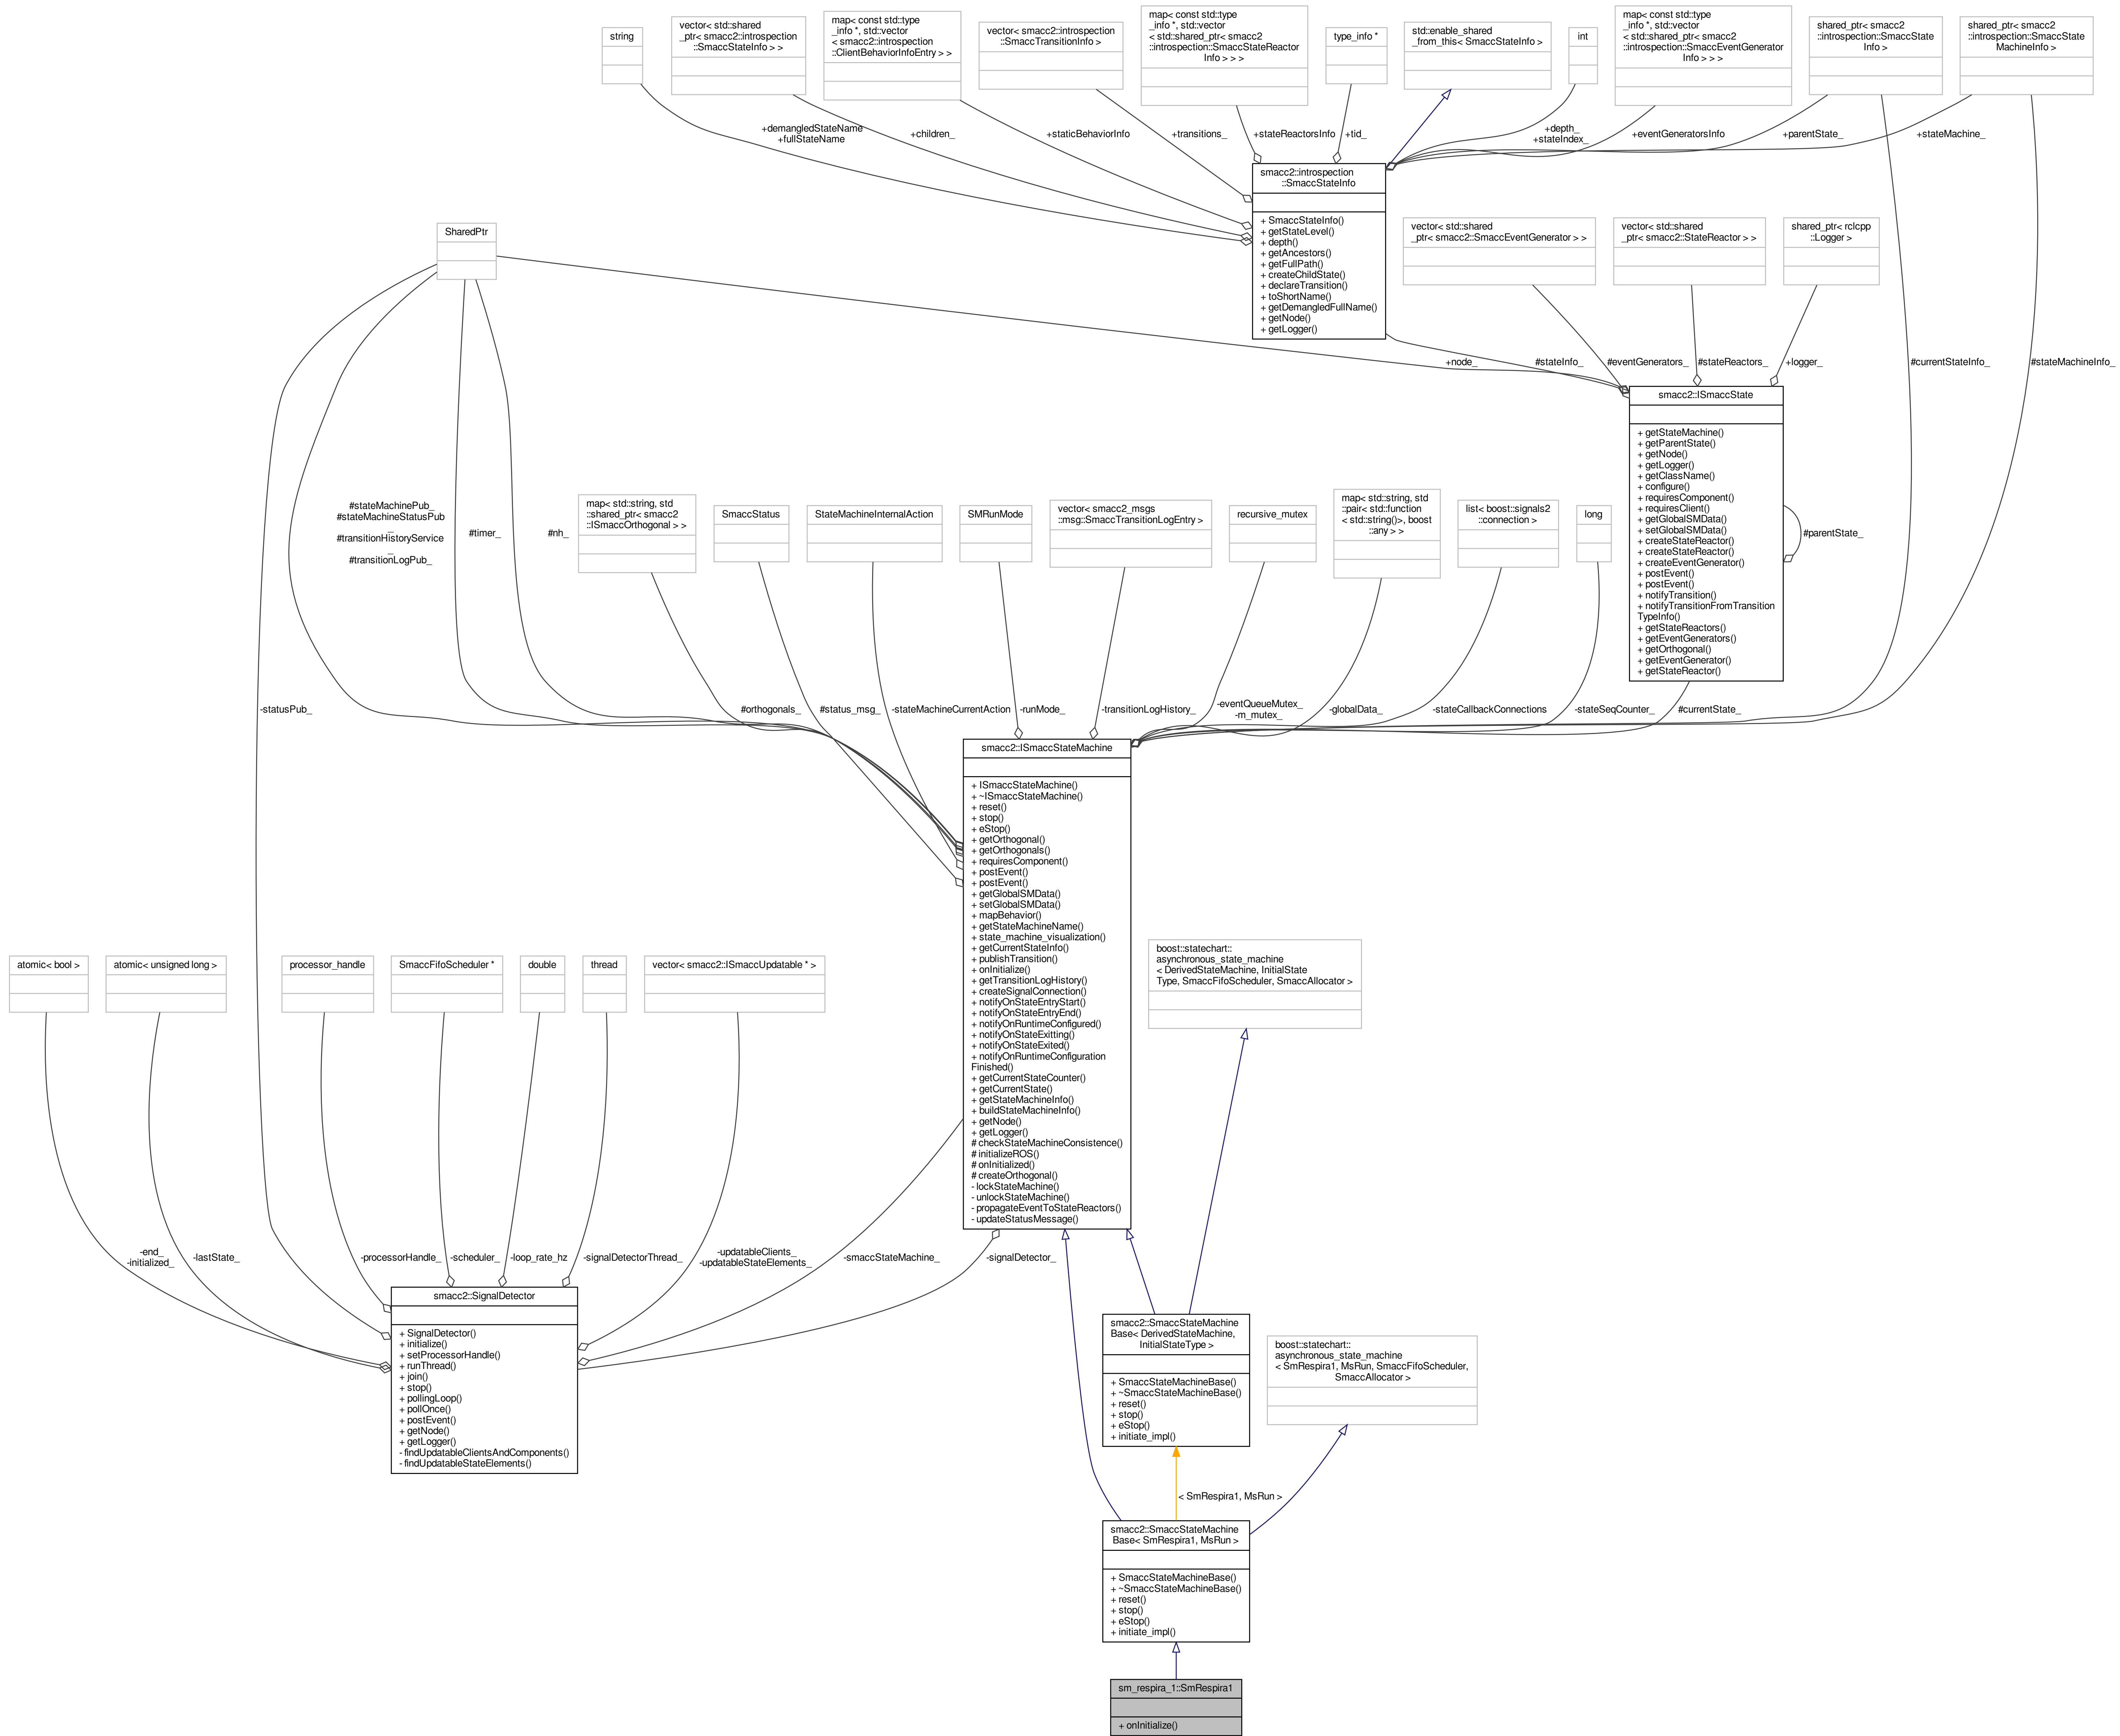 string
vector< std::shared
_ptr< smacc2::introspection
::SmaccStateInfo > >
map< const std::type
_info *, std::vector
< smacc2::introspection
::ClientBehaviorInfoEntry > >
vector< smacc2::introspection
::SmaccTransitionInfo >
map< const std::type
_info *, std::vector
< std::shared_ptr< smacc2
::introspection::SmaccStateReactor
Info > > >
type_info *
std::enable_shared
_from_this< SmaccStateInfo >
int
map< const std::type
_info *, std::vector
< std::shared_ptr< smacc2
::introspection::SmaccEventGenerator
Info > > >
shared_ptr< smacc2
::introspection::SmaccState
Info >
shared_ptr< smacc2
::introspection::SmaccState
MachineInfo >
+demangledStateName
+fullStateName
+children_
+staticBehaviorInfo
+transitions_
+stateReactorsInfo
+tid_
+depth_
+stateIndex_
+eventGeneratorsInfo
+parentState_
+stateMachine_
smacc2::introspection
::SmaccStateInfo
+ SmaccStateInfo()
+ getStateLevel()
+ depth()
+ getAncestors()
+ getFullPath()
+ createChildState()
+ declareTransition()
+ toShortName()
+ getDemangledFullName()
+ getNode()
+ getLogger()
SharedPtr
vector< std::shared
_ptr< smacc2::SmaccEventGenerator > >
vector< std::shared
_ptr< smacc2::StateReactor > >
shared_ptr< rclcpp
::Logger >
+node_
#stateInfo_
#eventGenerators_
#stateReactors_
+logger_
#currentStateInfo_
#stateMachineInfo_
smacc2::ISmaccState
+ getStateMachine()
+ getParentState()
+ getNode()
+ getLogger()
+ getClassName()
+ configure()
+ requiresComponent()
+ requiresClient()
+ getGlobalSMData()
+ setGlobalSMData()
+ createStateReactor()
+ createStateReactor()
+ createEventGenerator()
+ postEvent()
+ postEvent()
+ notifyTransition()
+ notifyTransitionFromTransition
TypeInfo()
+ getStateReactors()
+ getEventGenerators()
+ getOrthogonal()
+ getEventGenerator()
+ getStateReactor()
#parentState_
#stateMachinePub_
#stateMachineStatusPub
_
#transitionHistoryService
_
#transitionLogPub_
#timer_
#nh_
map< std::string, std
::shared_ptr< smacc2
::ISmaccOrthogonal > >
SmaccStatus
StateMachineInternalAction
SMRunMode
vector< smacc2_msgs
::msg::SmaccTransitionLogEntry >
recursive_mutex
map< std::string, std
::pair< std::function
< std::string()>, boost
::any > >
list< boost::signals2
::connection >
long
-statusPub_
#orthogonals_
#status_msg_
-stateMachineCurrentAction
-runMode_
-transitionLogHistory_
-eventQueueMutex_
-m_mutex_
-globalData_
-stateCallbackConnections
-stateSeqCounter_
#currentState_
smacc2::ISmaccStateMachine
+ ISmaccStateMachine()
+ ~ISmaccStateMachine()
+ reset()
+ stop()
+ eStop()
+ getOrthogonal()
+ getOrthogonals()
+ requiresComponent()
+ postEvent()
+ postEvent()
+ getGlobalSMData()
+ setGlobalSMData()
+ mapBehavior()
+ getStateMachineName()
+ state_machine_visualization()
+ getCurrentStateInfo()
+ publishTransition()
+ onInitialize()
+ getTransitionLogHistory()
+ createSignalConnection()
+ notifyOnStateEntryStart()
+ notifyOnStateEntryEnd()
+ notifyOnRuntimeConfigured()
+ notifyOnStateExitting()
+ notifyOnStateExited()
+ notifyOnRuntimeConfiguration
Finished()
+ getCurrentStateCounter()
+ getCurrentState()
+ getStateMachineInfo()
+ buildStateMachineInfo()
+ getNode()
+ getLogger()
# checkStateMachineConsistence()
# initializeROS()
# onInitialized()
# createOrthogonal()
- lockStateMachine()
- unlockStateMachine()
- propagateEventToStateReactors()
- updateStatusMessage()
atomic< bool >
atomic< unsigned long >
processor_handle
SmaccFifoScheduler *
double
thread
vector< smacc2::ISmaccUpdatable * >
boost::statechart::
asynchronous_state_machine
< DerivedStateMachine, InitialState
Type, SmaccFifoScheduler, SmaccAllocator >
-end_
-initialized_
-lastState_
-processorHandle_
-scheduler_
-loop_rate_hz
-signalDetectorThread_
-updatableClients_
-updatableStateElements_
-smaccStateMachine_
-signalDetector_
smacc2::SignalDetector
+ SignalDetector()
+ initialize()
+ setProcessorHandle()
+ runThread()
+ join()
+ stop()
+ pollingLoop()
+ pollOnce()
+ postEvent()
+ getNode()
+ getLogger()
- findUpdatableClientsAndComponents()
- findUpdatableStateElements()
smacc2::SmaccStateMachine
Base< DerivedStateMachine,
InitialStateType >
+ SmaccStateMachineBase()
+ ~SmaccStateMachineBase()
+ reset()
+ stop()
+ eStop()
+ initiate_impl()
boost::statechart::
asynchronous_state_machine
< SmRespira1, MsRun, SmaccFifoScheduler,
SmaccAllocator >
< SmRespira1, MsRun >
smacc2::SmaccStateMachine
Base< SmRespira1, MsRun >
+ SmaccStateMachineBase()
+ ~SmaccStateMachineBase()
+ reset()
+ stop()
+ eStop()
+ initiate_impl()
sm_respira_1::SmRespira1
+ onInitialize()